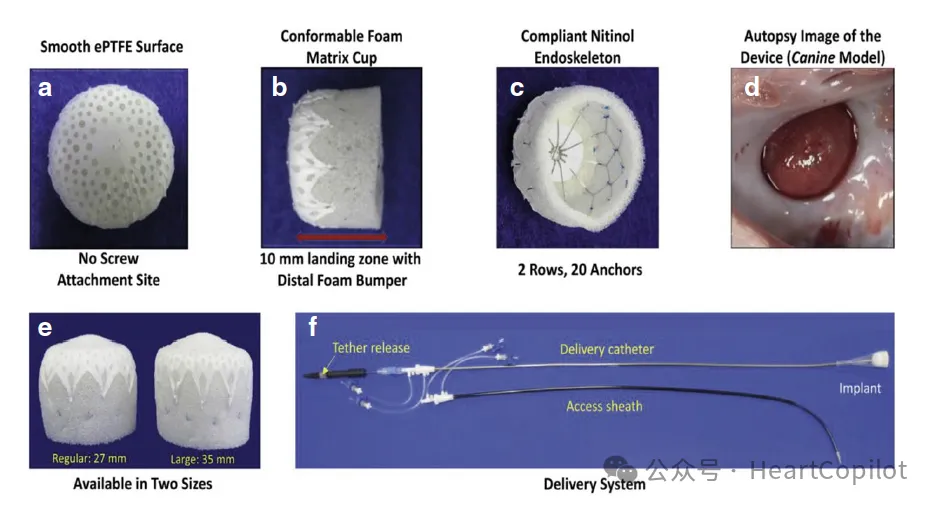 Smooth ePTFE Surface
Conformable Foam
Matrix Cup
Compliant Nitinol
Endoskeleton
Autopsy Image of the
Device (Canine Model)
a
b
c
d
No Screw
Attachment Site
10 mm landing zone with
Distal Foam Bumper
2 Rows, 20 Anchors
e
Regular: 27 mm
Large: 35 mm
Available in Two Sizes
f
Tether release
Delivery catheter
Access sheath
Implant
Delivery System
公众号 · HeartCopilot